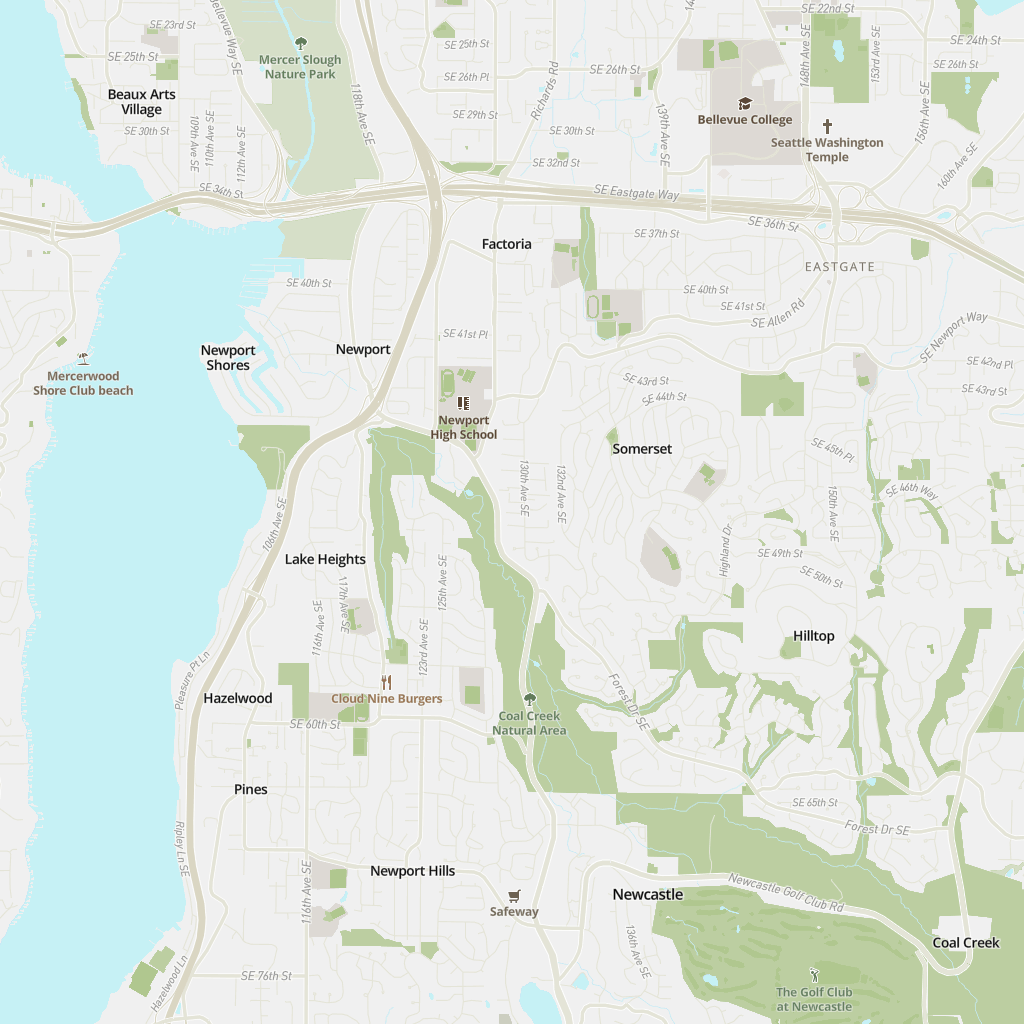 SE 22nd St
SE 23rd St
Bellevue Way SE
SE 25th St
SE 25th St
SE 24th St
148th Ave SE
153rd Ave SE
Mercer Slough
Nature Park
SE 26th Pl
SE 26th St
SE 26th St
Richards Rd
118th Ave SE
Beaux Arts
Village
Bellevue College
139th Ave SE
156th Ave SE
SE 29th St
SE 30th St
SE 30th St
109th Ave SE
110th Ave SE
112th Ave SE
Seattle Washington
Temple
SE 32nd St
160th Ave SE
SE 34th St
SE Eastgate Way
SE 36th St
SE 37th St
Factoria
EASTGATE
SE 40th St
SE 40th St
SE 41st St
SE Allen Rd
SE Newport Way
SE 41st Pl
Newport
Newport
Shores
Mercerwood
Shore Club beach
SE 42nd Pl
SE 43rd St
SE 43rd St
SE 44th St
Newport
High School
Somerset
SE 45th Pl
SE 46th Way
130th Ave SE
132nd Ave SE
150th Ave SE
106th Ave SE
Highland Dr
SE 49th St
SE 50th St
Lake Heights
117th Ave SE
125th Ave SE
116th Ave SE
123rd Ave SE
Hilltop
Pleasure Pt Ln
Hazelwood
Cloud Nine Burgers
Forest Dr SE
Coal Creek
Natural Area
SE 60th St
Pines
SE 65th St
Forest Dr SE
Ripley Ln SE
116th Ave SE
Newport Hills
Newcastle
Newcastle Golf Club Rd
Safeway
136th Ave SE
Coal Creek
Hazelwood Ln
SE 76th St
The Golf Club
at Newcastle